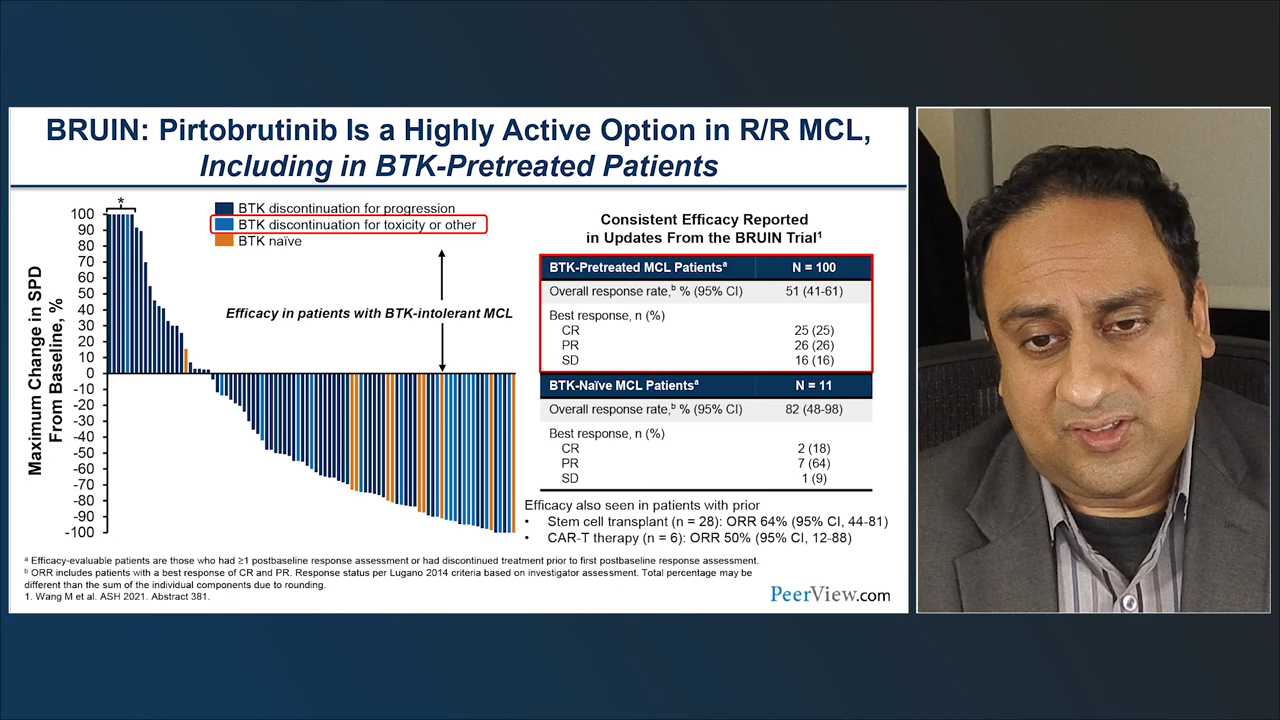 BRUIN: Pirtobrutinib Is a Highly Active Option in R/R MCL,
Including in BTK-Pretreated Patients
*
BTK discontinuation for progression
BTK discontinuation for toxicity or other
BTK naïve
Efficacy in patients with BTK-intolerant MCL
Maximum Change in SPD
From Baseline, %
100
90
80
70
60
50
40
30
20
10
0
-10
-20
-30
-40
-50
-60
-70
-80
-90
-100
Consistent Efficacy Reported
in Updates From the BRUIN Trial1
BTK-Pretreated MCL Patientsa N = 100
Overall response rate,b % (95% CI) 51 (41-61)
Best response, n (%)
CR 25 (25)
PR 26 (26)
SD 16 (16)
BTK-Naïve MCL Patientsa N = 11
Overall response rate,b % (95% CI) 82 (48-98)
Best response, n (%)
CR 2 (18)
PR 7 (64)
SD 1 (9)
Efficacy also seen in patients with prior
• Stem cell transplant (n = 28): ORR 64% (95% CI, 44-81)
• CAR-T therapy (n = 6): ORR 50% (95% CI, 12-88)
a Efficacy-evaluable patients are those who had ≥1 postbaseline response assessment or had discontinued treatment prior to first postbaseline response assessment.
b ORR includes patients with a best response of CR and PR. Response status per Lugano 2014 criteria based on investigator assessment. Total percentage may be
different than the sum of the individual components due to rounding.
1. Wang M et al. ASH 2021. Abstract 381.
PeerView.com